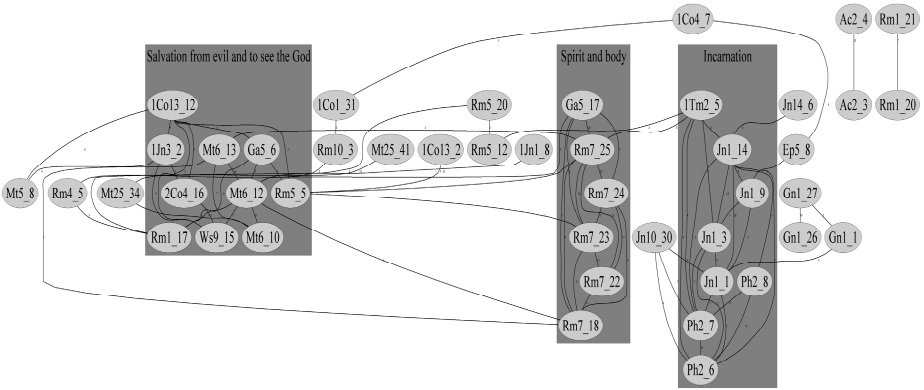 1Co4_7
Ac2_4
Rm1_21
Salvation from evil and to see the God
Spirit and body
Incarnation
1Co13_12
1Co1_31
Rm5_20
Ga5_17
1Tm2_5
Jn14_6
Ac2_3
Rm1_20
1Jn3_2
Mt6_13
Ga5_6
Rm10_3
Mt25_41
1Co13_2
Rm5_12
1Jn1_8
Rm7_25
Jn1_14
Ep5_8
Mt5_8
Rm4_5
Mt25_34
2Co4_16
Mt6_12
Rm5_5
Rm7_24
Jn1_9
Gn1_27
Rm1_17
Ws9_15
Mt6_10
Rm7_23
Jn10_30
Jn1_3
Gn1_26
Gn1_1
Rm7_22
Jn1_1
Ph2_8
Rm7_18
Ph2_7
Ph2_6